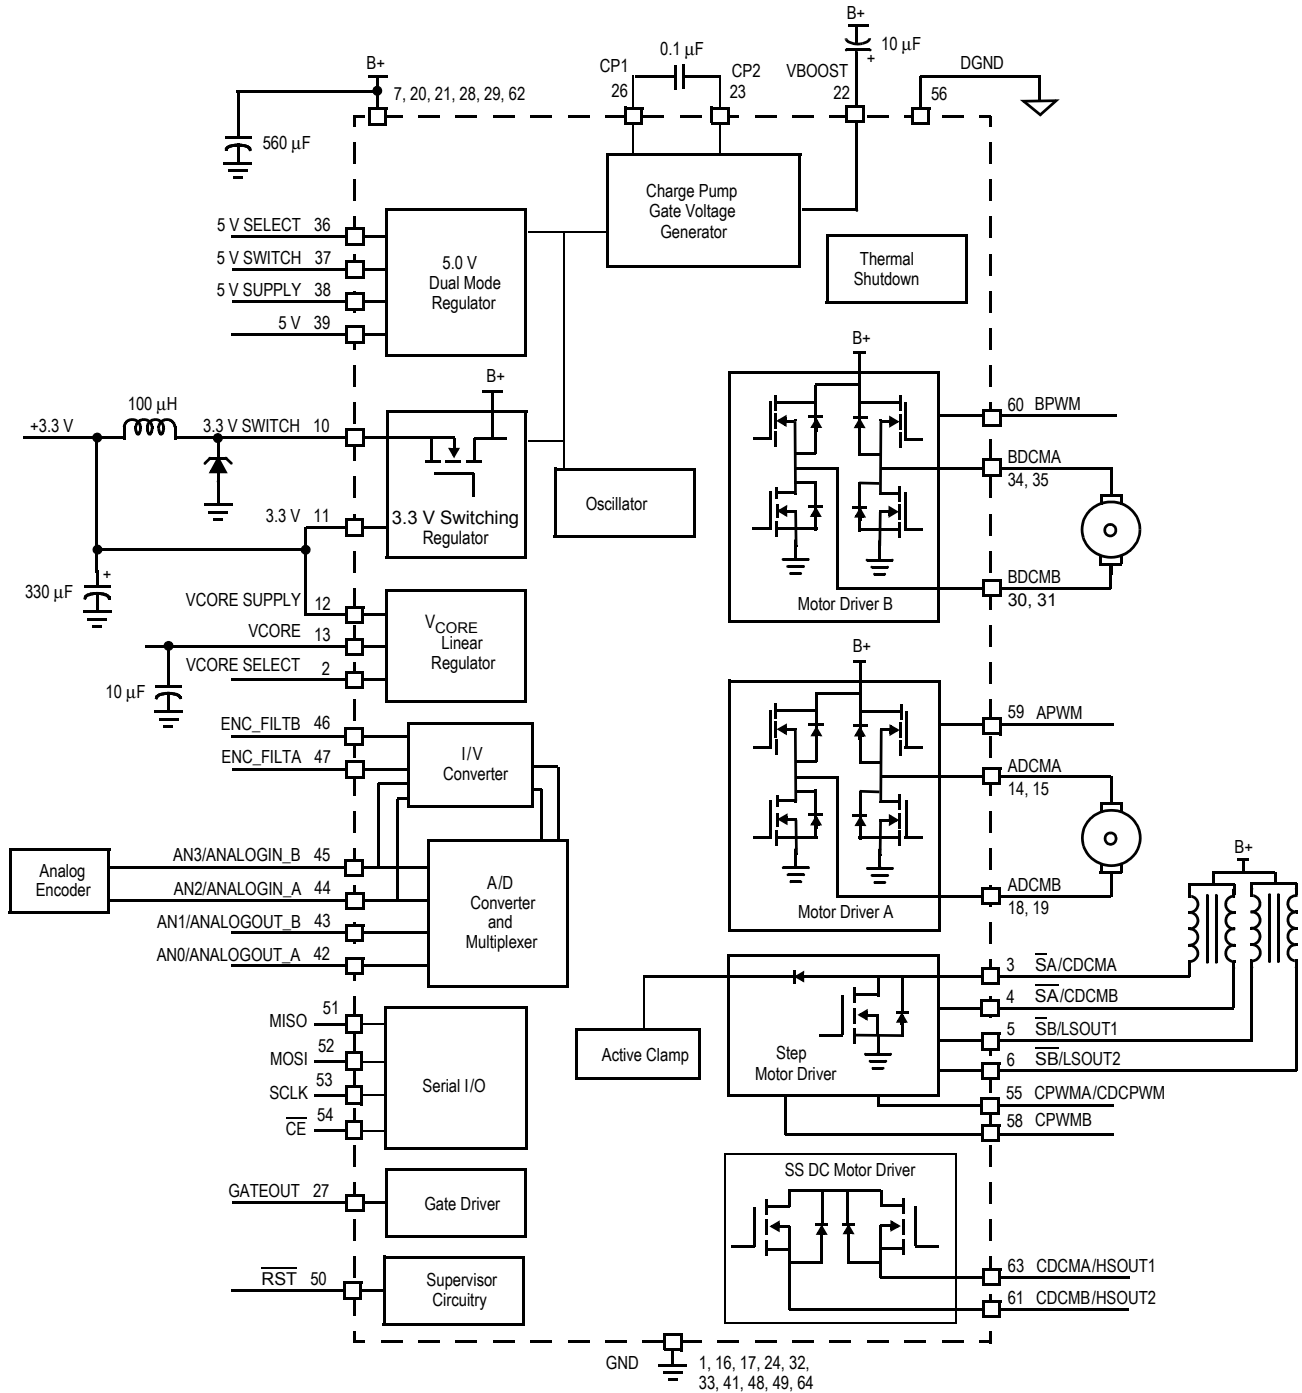 B+
0.1 μF
10 μF
B+
CP1
CP2
VBOOST
DGND
7, 20, 21, 28, 29, 62
26
23
22
56
560 μF
Charge Pump
Gate Voltage
Generator
5 V SELECT 36
5 V SWITCH 37
5 V SUPPLY 38
5 V 39
5.0 V
Dual Mode
Regulator
Thermal
Shutdown
B+
B+
100 μH
+3.3 V
3.3 V SWITCH 10
3.3 V 11
3.3 V Switching
Regulator
Oscillator
330 μF
60 BPWM
BDCMA
34, 35
BDCMB
30, 31
Motor Driver B
VCORE SUPPLY 12
VCORE 13
VCORE SELECT 2
10 μF
VCORE
Linear
Regulator
B+
59 APWM
ADCMA
14, 15
ADCMB
18, 19
Motor Driver A
ENC_FILTB 46
ENC_FILTA 47
I/V
Converter
Analog
Encoder
AN3/ANALOGIN_B 45
AN2/ANALOGIN_A 44
AN1/ANALOGOUT_B 43
AN0/ANALOGOUT_A 42
A/D
Converter
and
Multiplexer
B+
3 S̅A/CDCMA
4 S̅A̅/CDCMB
5 S̅B/LSOUT1
6 S̅B̅/LSOUT2
55 CPWMA/CDCPWM
58 CPWMB
Active Clamp
Step
Motor Driver
MISO 51
MOSI 52
SCLK 53
C̅E̅ 54
Serial I/O
SS DC Motor Driver
GATEOUT 27
Gate Driver
R̅S̅T̅ 50
Supervisor
Circuitry
63 CDCMA/HSOUT1
61 CDCMB/HSOUT2
GND
1, 16, 17, 24, 32,
33, 41, 48, 49, 64